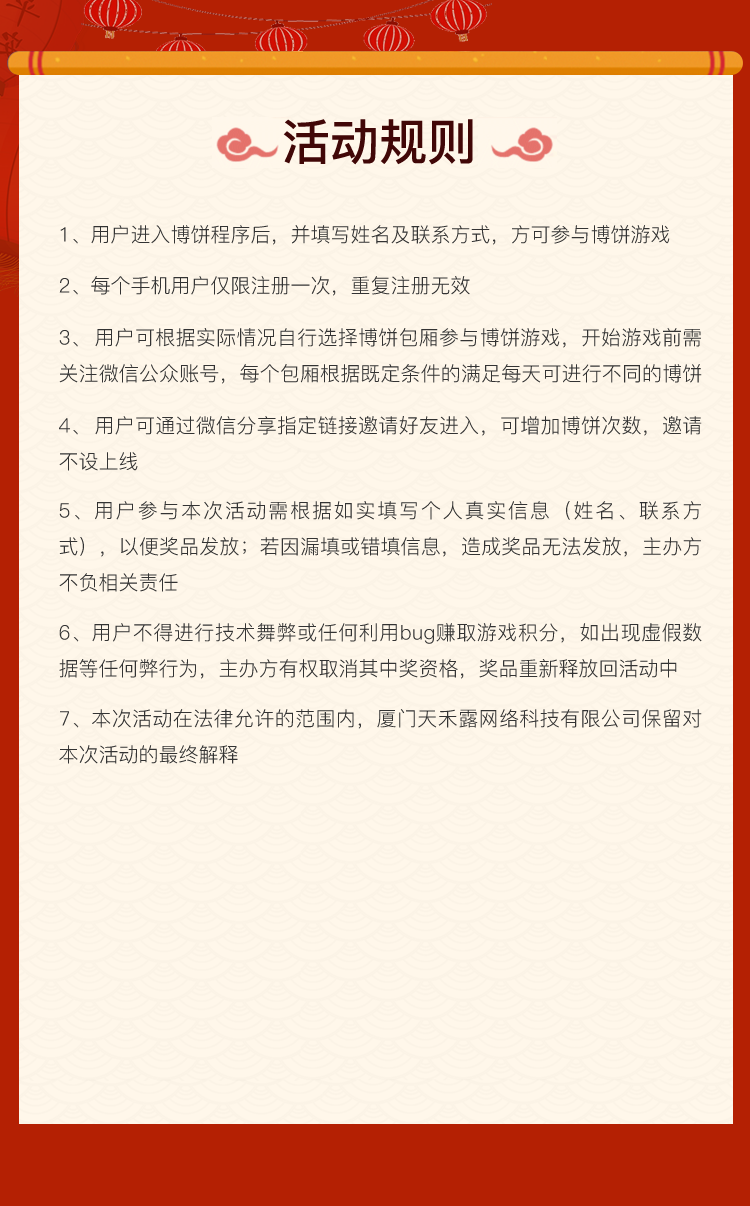 活动规则
1、用户进入博饼程序后，并填写姓名及联系方式，方可参与博饼游戏
2、每个手机用户仅限注册一次，重复注册无效
3、 用户可根据实际情况自行选择博饼包厢参与博饼游戏，开始游戏前需
关注微信公众账号，每个包厢根据既定条件的满足每天可进行不同的博饼
4、 用户可通过微信分享指定链接邀请好友进入，可增加博饼次数，邀请
不设上线
5、用户参与本次活动需根据如实填写个人真实信息（姓名、联系方
式），以便奖品发放；若因漏填或错填信息，造成奖品无法发放，主办方
不负相关责任
6、用户不得进行技术舞弊或任何利用bug赚取游戏积分，如出现虚假数
据等任何弊行为，主办方有权取消其中奖资格，奖品重新释放回活动中
7、本次活动在法律允许的范围内，厦门天禾露网络科技有限公司保留对
本次活动的最终解释